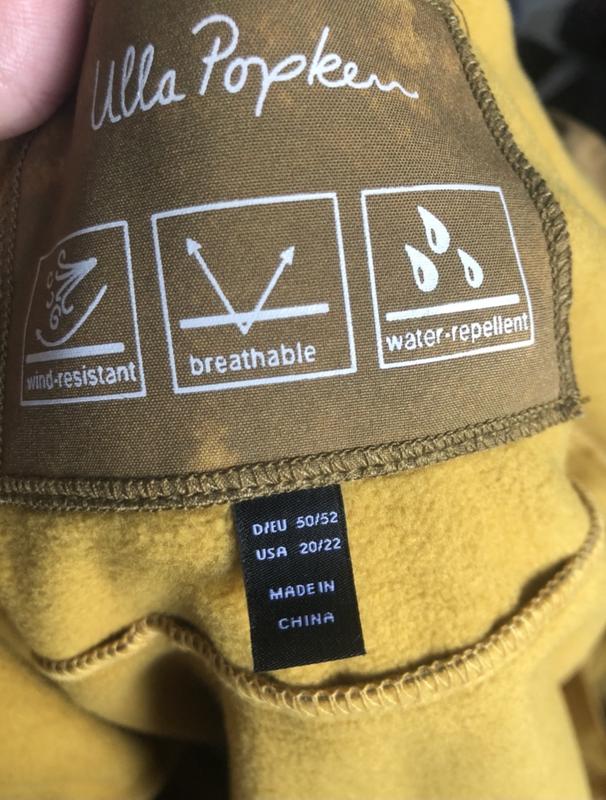 Ulla Popken
wind-resistant
breathable
water-repellent
D/EU 50/52
USA 20/22
MADE IN
CHINA